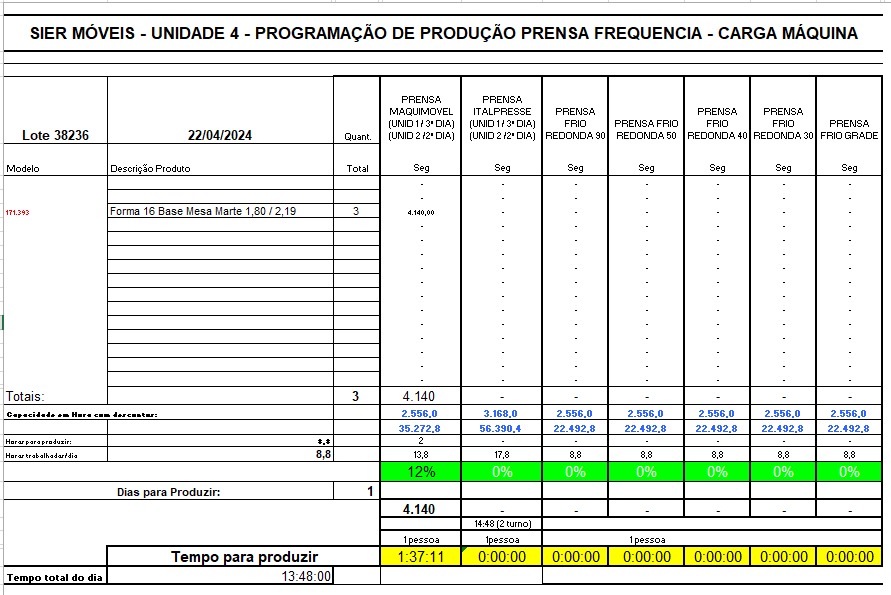 SIER MÓVEIS - UNIDADE 4 - PROGRAMAÇÃO DE PRODUÇÃO PRENSA FREQUENCIA - CARGA MÁQUINA
Lote 38236 22/04/2024 Quant. PRENSA MAQUIMOVEL (UNID 1 / 3ª DIA) (UNID 2 /2ª DIA) PRENSA ITALPRESSE (UNID 1 / 3ª DIA) (UNID 2 /2ª DIA) PRENSA FRIO REDONDA 90 PRENSA FRIO REDONDA 50 PRENSA FRIO REDONDA 40 PRENSA FRIO REDONDA 30 PRENSA FRIO GRADE
Modelo Descrição Produto Total Seg Seg Seg Seg Seg Seg Seg
- - - - - - -
- - - - - - -
171.393 Forma 16 Base Mesa Marte 1,80 / 2,19 3 4.140,00 - - - - - -
- - - - - - -
- - - - - - -
- - - - - - -
- - - - - - -
- - - - - - -
- - - - - - -
- - - - - - -
- - - - - - -
- - - - - - -
- - - - - - -
- - - - - - -
- - - - - - -
Totais: 3 4.140 - - - - - -
Capacidade em Hora com descontar: 2.556,0 3.168,0 2.556,0 2.556,0 2.556,0 2.556,0 2.556,0
35.272,8 56.390,4 22.492,8 22.492,8 22.492,8 22.492,8 22.492,8
Horas para produzir: 8,8 2 - - - - - -
Horas trabalhadas/dia 8,8 13,8 17,8 8,8 8,8 8,8 8,8 8,8
12% 0% 0% 0% 0% 0% 0%
Dias para Produzir: 1
4.140 - - - - - -
14:48 (2 turno)
1pessoa 1pessoa 1pessoa
Tempo para produzir 1:37:11 0:00:00 0:00:00 0:00:00 0:00:00 0:00:00 0:00:00
Tempo total do dia 13:48:00